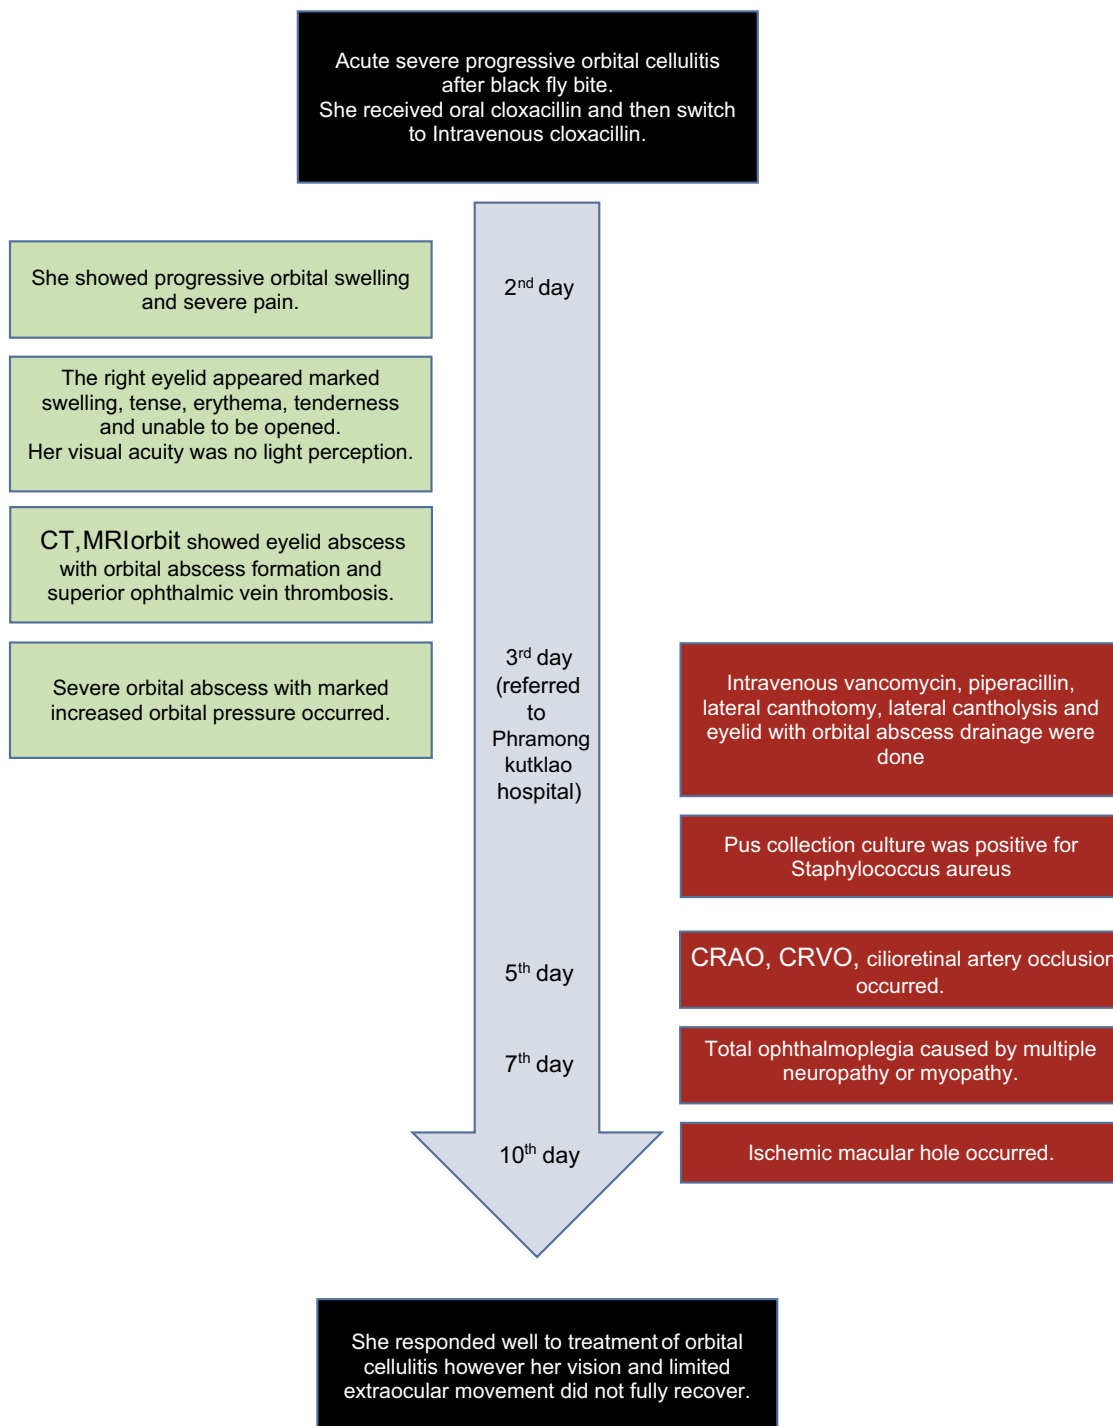 Acute severe progressive orbital cellulitis
after black fly bite.
She received oral cloxacillin and then switch
to Intravenous cloxacillin.
She showed progressive orbital swelling
and severe pain.
2nd day
The right eyelid appeared marked
swelling, tense, erythema, tenderness
and unable to be opened.
Her visual acuity was no light perception.
CT,MRIorbit showed eyelid abscess
with orbital abscess formation and
superior ophthalmic vein thrombosis.
Severe orbital abscess with marked
increased orbital pressure occurred.
3rd day
(referred
to
Phramong
kutklao
hospital)
Intravenous vancomycin, piperacillin,
lateral canthotomy, lateral cantholysis and
eyelid with orbital abscess drainage were
done
Pus collection culture was positive for
Staphylococcus aureus
5th day
CRAO, CRVO, cilioretinal artery occlusion
occurred.
7th day
Total ophthalmoplegia caused by multiple
neuropathy or myopathy.
10th day
Ischemic macular hole occurred.
She responded well to treatment of orbital
cellulitis however her vision and limited
extraocular movement did not fully recover.